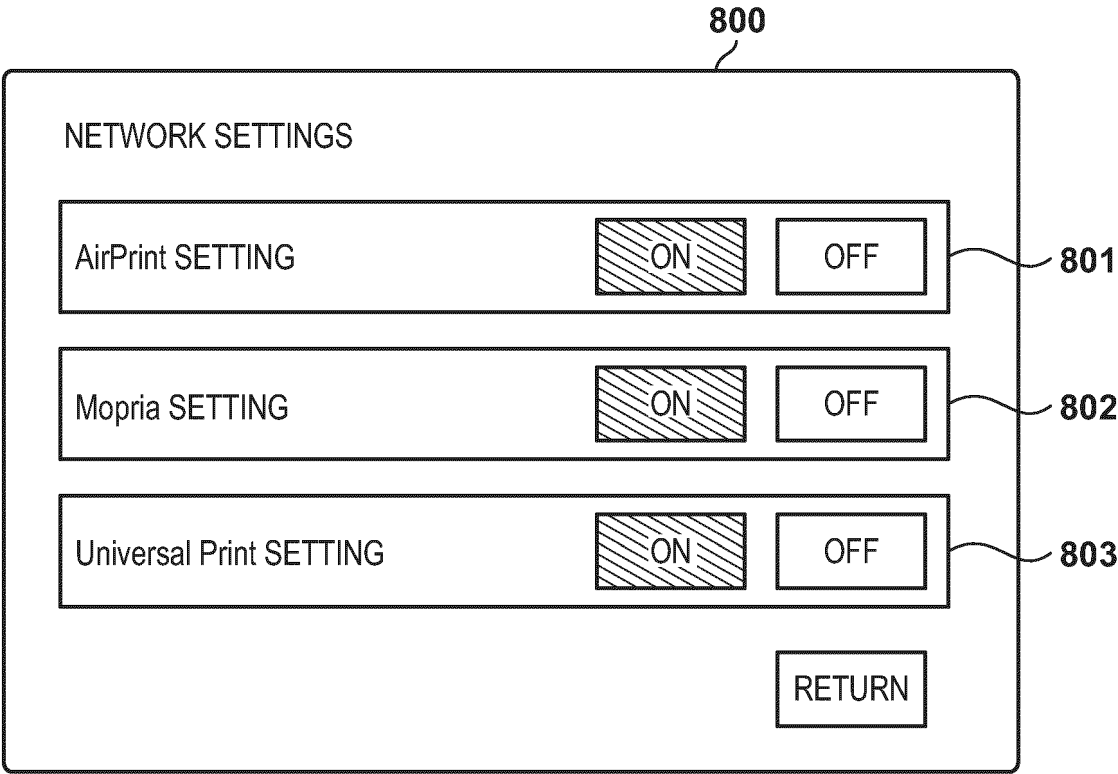 800
NETWORK SETTINGS
AirPrint SETTING ON OFF 801
Mopria SETTING ON OFF 802
Universal Print SETTING ON OFF 803
RETURN